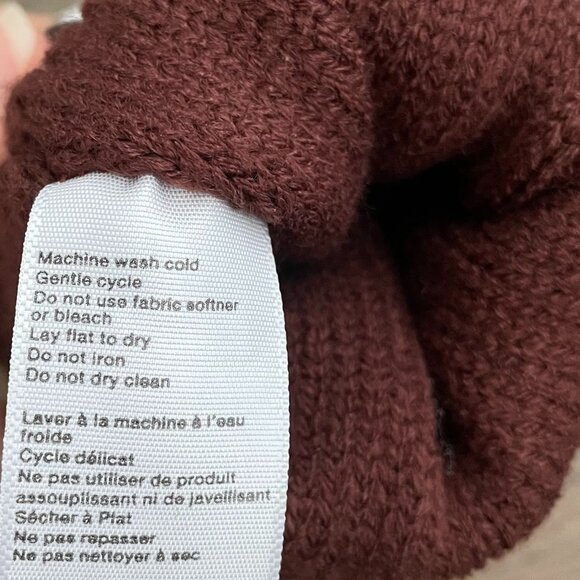 Machine wash cold
Gentle cycle
Do not use fabric softner
or bleach
Lay flat to dry
Do not iron
Do not dry clean
Laver à la machine à l'eau
froide
Cycle délicat
Ne pas utiliser de produit
assouplissant ni de javellisant
Sécher à Plat
Ne pas repasser
Ne pas nettoyer à sec